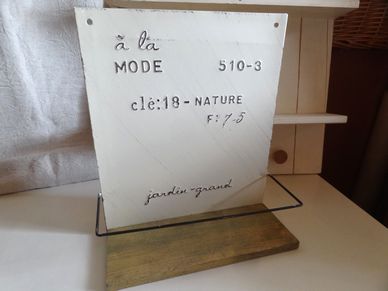 à la
MODE 510-3
clé:18-NATURE
F: 7-5
jardin-grand